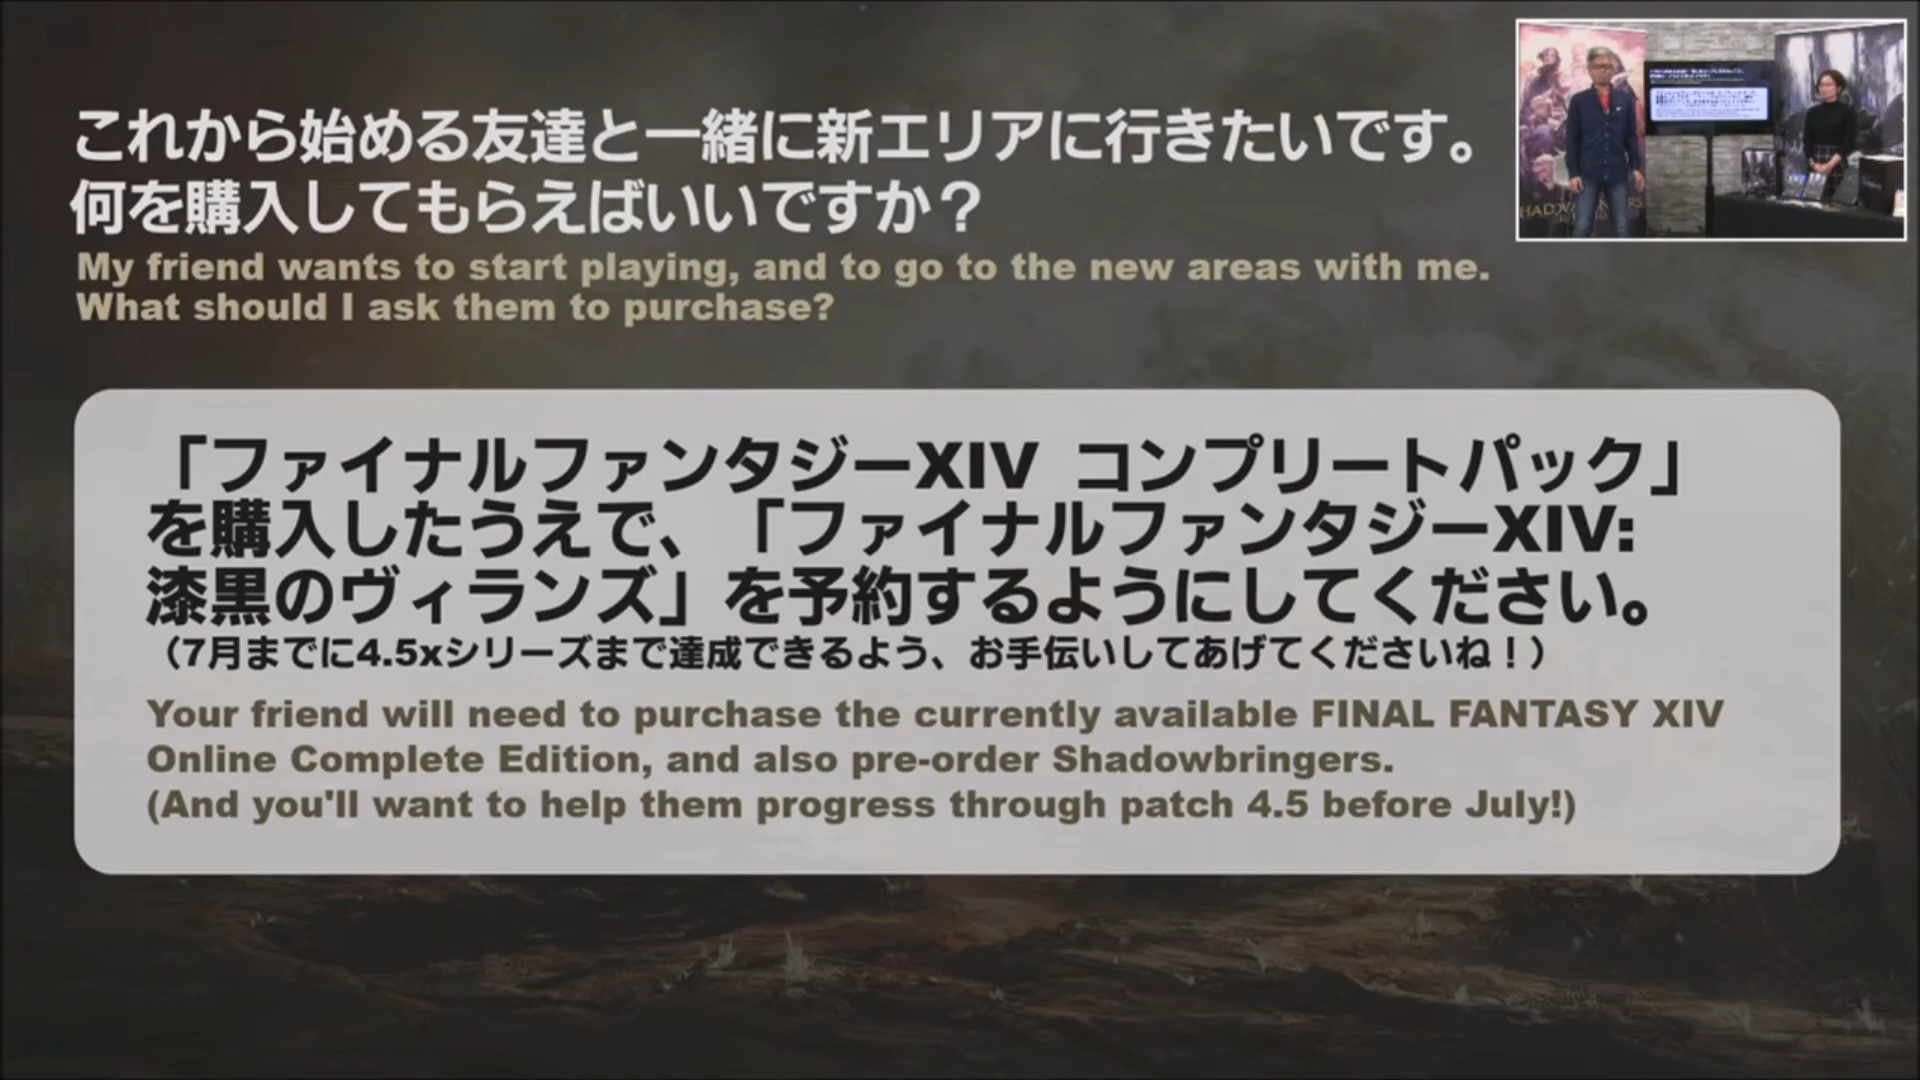 これから始める友達と一緒に新エリアに行きたいです。
何を購入してもらえばいいですか？
My friend wants to start playing, and to go to the new areas with me.
What should I ask them to purchase?
「ファイナルファンタジーXIV コンプリートパック」
を購入したうえで、「ファイナルファンタジーXIV:
漆黒のヴィランズ」を予約するようにしてください。
（7月までに4.5xシリーズまで達成できるよう、お手伝いしてあげてくださいね！）
Your friend will need to purchase the currently available FINAL FANTASY XIV
Online Complete Edition, and also pre-order Shadowbringers.
(And you'll want to help them progress through patch 4.5 before July!)